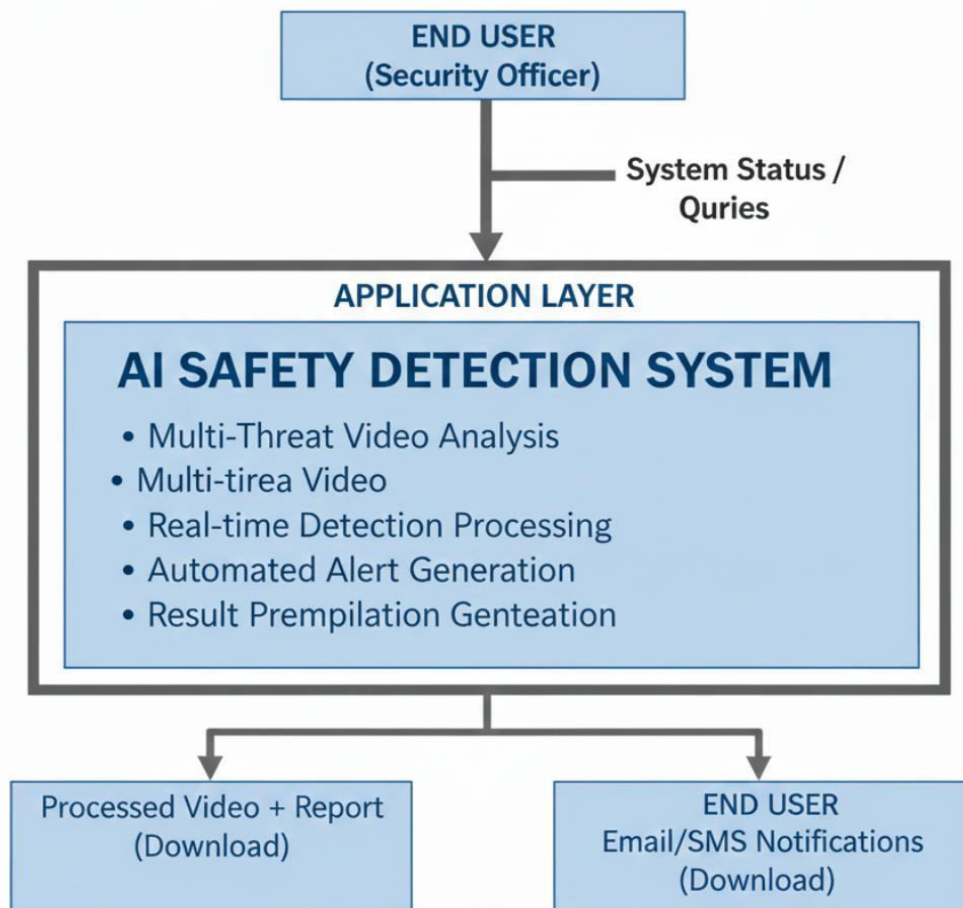 END USER
(Security Officer)
System Status /
Quries
APPLICATION LAYER
AI SAFETY DETECTION SYSTEM
• Multi-Threat Video Analysis
• Multi-tirea Video
• Real-time Detection Processing
• Automated Alert Generation
• Result Prempilation Genteation
Processed Video + Report
(Download)
END USER
Email/SMS Notifications
(Download)